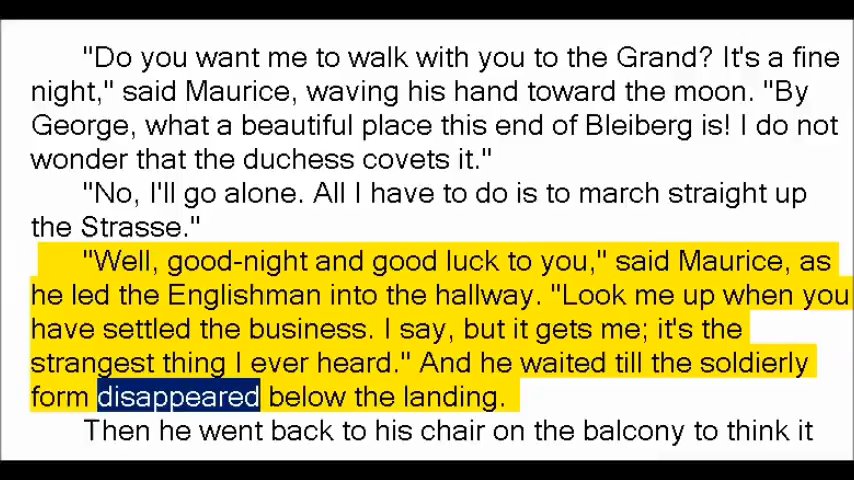 "Do you want me to walk with you to the Grand? It's a fine
night," said Maurice, waving his hand toward the moon. "By
George, what a beautiful place this end of Bleiberg is! I do not
wonder that the duchess covets it."
"No, I'll go alone. All I have to do is to march straight up
the Strasse."
"Well, good-night and good luck to you," said Maurice, as
he led the Englishman into the hallway. "Look me up when you
have settled the business. I say, but it gets me; it's the
strangest thing I ever heard." And he waited till the soldierly
form disappeared below the landing.
Then he went back to his chair on the balcony to think it